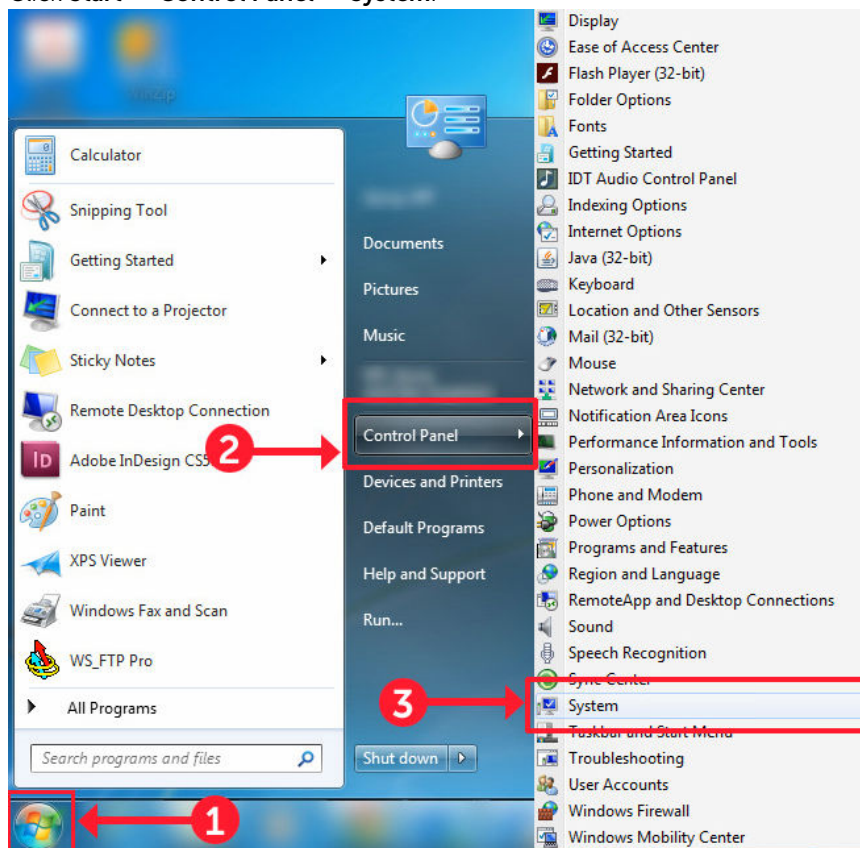 Display
Ease of Access Center
Flash Player (32-bit)
Folder Options
Fonts
Getting Started
IDT Audio Control Panel
Indexing Options
Internet Options
Java (32-bit)
Keyboard
Location and Other Sensors
Mail (32-bit)
Mouse
Network and Sharing Center
Notification Area Icons
Performance Information and Tools
Personalization
Phone and Modem
Power Options
Programs and Features
Region and Language
RemoteApp and Desktop Connections
Sound
Speech Recognition
Sync Center
System
Taskbar and Start Menu
Troubleshooting
User Accounts
Windows Firewall
Windows Mobility Center
Calculator
Snipping Tool
Getting Started
Connect to a Projector
Sticky Notes
Remote Desktop Connection
ID
Adobe InDesign
Paint
XPS Viewer
Windows Fax and Scan
WS_FTP Pro
All Programs
Search programs and files
Documents
Pictures
Music
Control Panel
Devices and Printers
Default Programs
Help and Support
Run...
Shut down
1
2
3